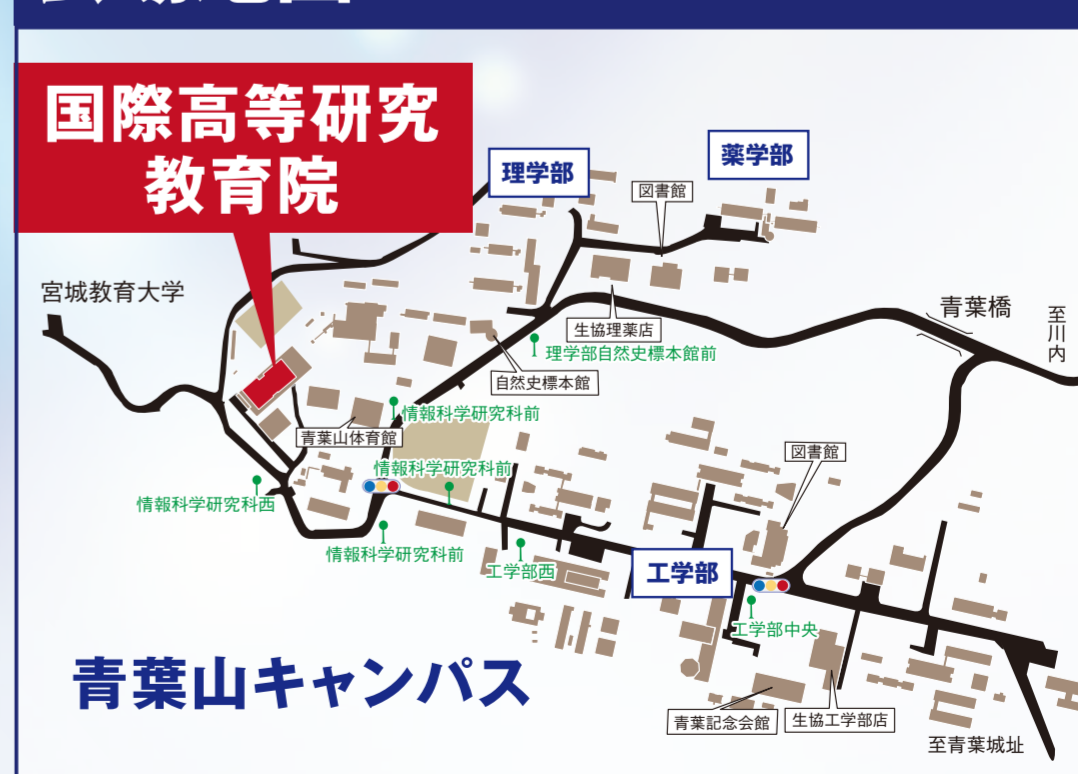 国際高等研究
教育院
理学部
薬学部
図書館
宮城教育大学
青葉橋
至川内
生協理薬店
理学部自然史標本館前
自然史標本館
情報科学研究科前
青葉山体育館
情報科学研究科前
図書館
情報科学研究科西
情報科学研究科前
工学部西
工学部
工学部中央
青葉山キャンパス
青葉記念会館
生協工学部店
至青葉城址